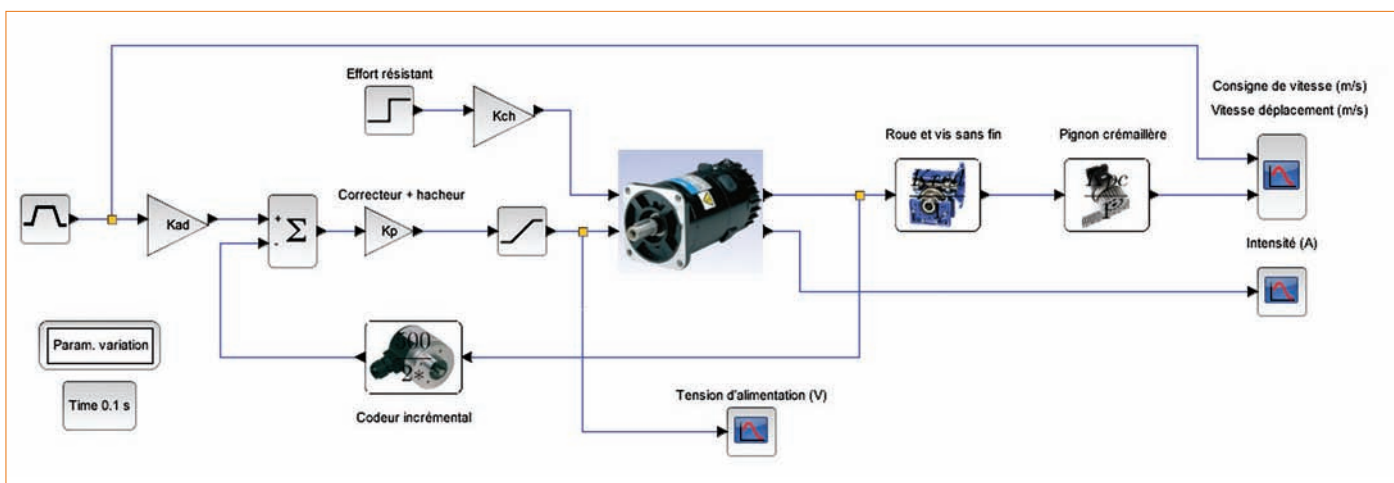 Effort résistant
Kch
Consigne de vitesse (m/s)
Vitesse déplacement (m/s)
Roue et vis sans fin
Pignon crémaillère
Correcteur + hacheur
Kad
+
-
Σ
Kp
Intensité (A)
Param. variation
Time 0.1 s
2*
Codeur incrémental
Tension d'alimentation (V)